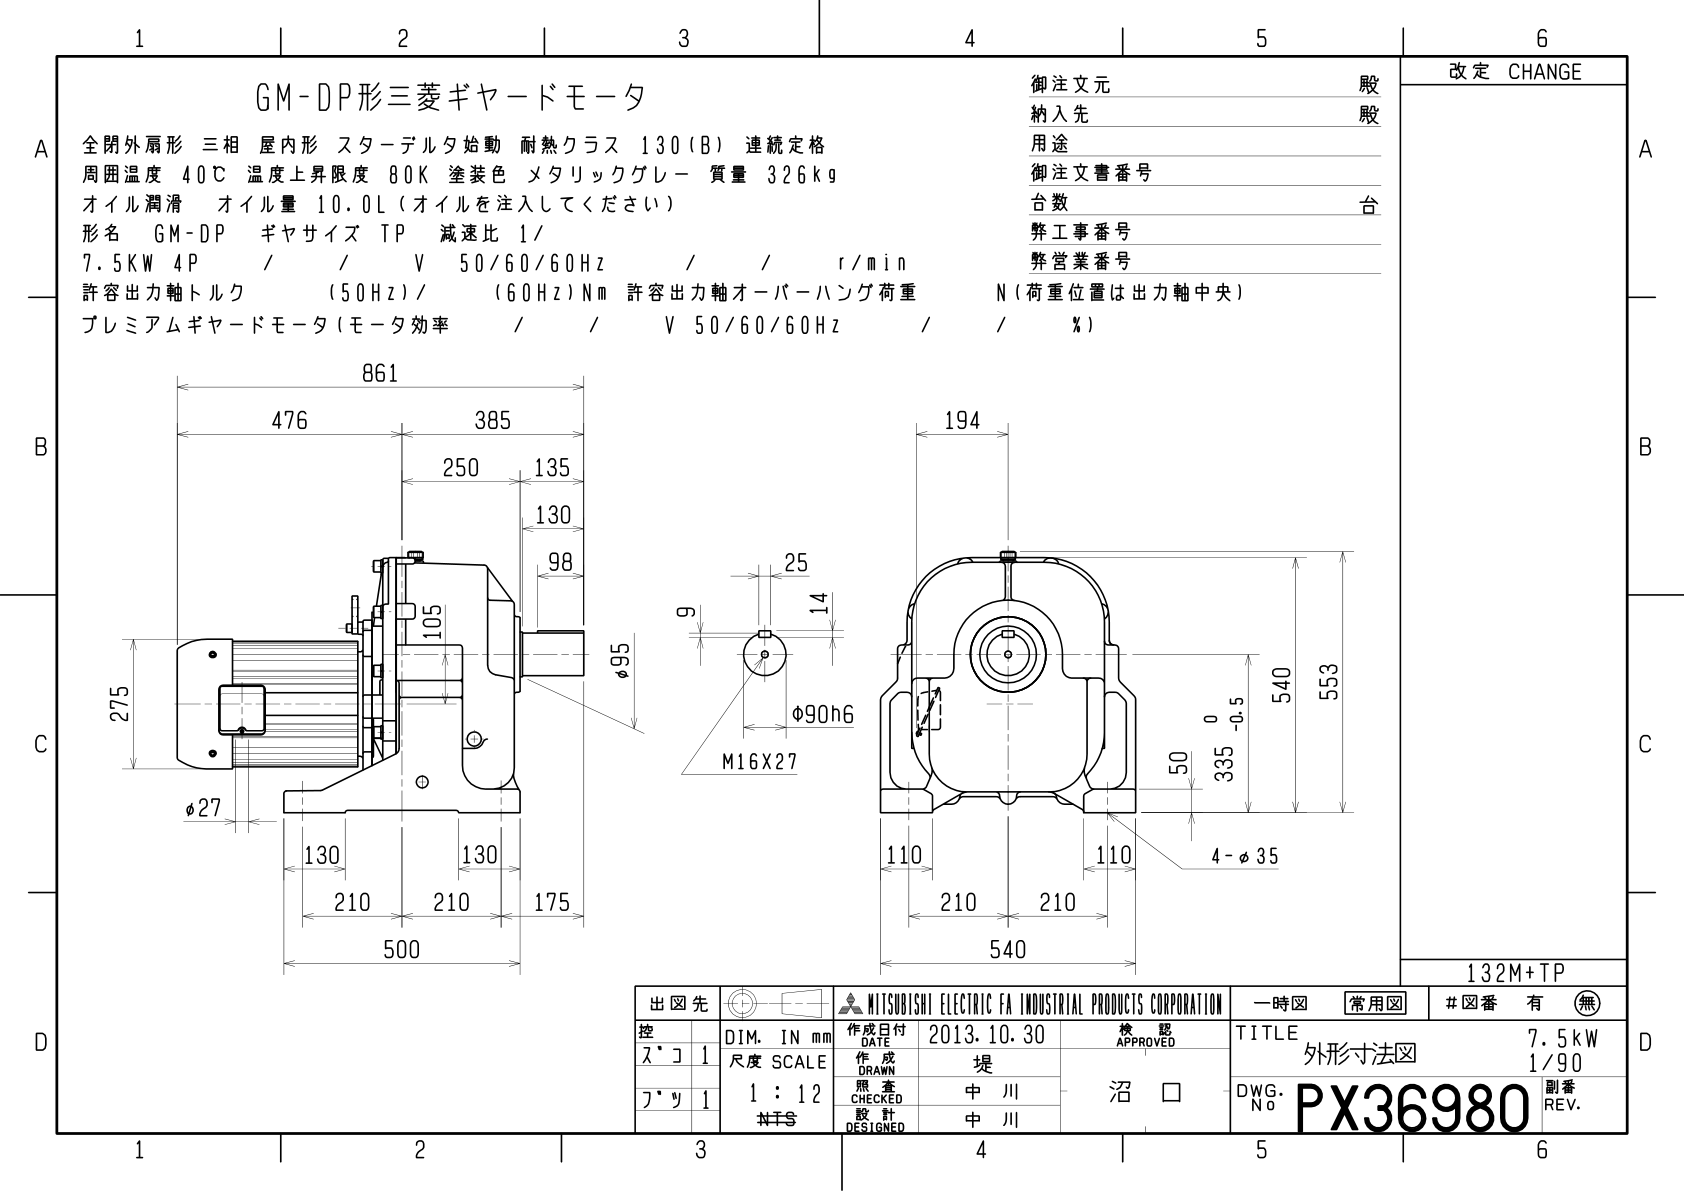 1 2 3 4 5 6
改定 CHANGE
A
A
B
B
C
C
D
D
GM-DP形三菱ギヤードモータ
全閉外扇形 三相 屋内形 スターデルタ始動 耐熱クラス 130(B) 連続定格
周囲温度 40℃ 温度上昇限度 80K 塗装色 メタリックグレー 質量 326kg
オイル潤滑 オイル量 10.0L(オイルを注入してください)
形名 GM-DP ギヤサイズ TP 減速比 1/
7.5KW 4P / / V 50/60/60Hz / / r/min
許容出力軸トルク (50Hz)/ (60Hz)Nm 許容出力軸オーバーハング荷重 N(荷重位置は出力軸中央)
プレミアムギヤードモータ(モータ効率 / / V 50/60/60Hz / / %)
御注文元 殿
納入先 殿
用途
御注文書番号
台数 台
弊工事番号
弊営業番号
861
476
385
250
135
130
98
105
275
φ95
φ27
130
130
210
210
175
500
25
9
14
Φ90h6
M16X27
194
540
553
0
-0.5
335
50
110
110
4-φ35
210
210
540
132M+TP
出図先
控
ズコ 1
ブツ 1
DIM. IN mm
尺度 SCALE
1 : 12
NTS
MITSUBISHI ELECTRIC FA INDUSTRIAL PRODUCTS CORPORATION
作成日付
DATE
2013.10.30
検 認
APPROVED
作 成
DRAWN
堤
照 査
CHECKED
中 川
沼 口
設 計
DESIGNED
中 川
一時図 常用図 #図番 有 無
TITLE
外形寸法図
7.5kW
1/90
DWG.
No
PX36980
副番
REV.
1 2 3 4 5 6